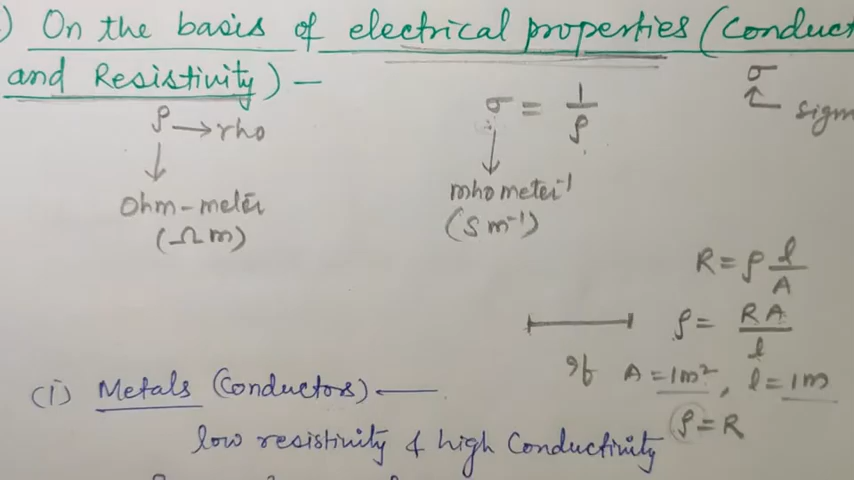 ) On the basis of electrical properties (Conduct
and Resistivity) —
ρ → rho
σ = 1/ρ
σ
sigm
Ohm-meter
(Ωm)
mho meter⁻¹
(S m⁻¹)
R = ρ l/A
ρ = RA/l
If A = 1m², l = 1m
ρ = R
(i) Metals (Conductors) —
low resistivity & high Conductivity